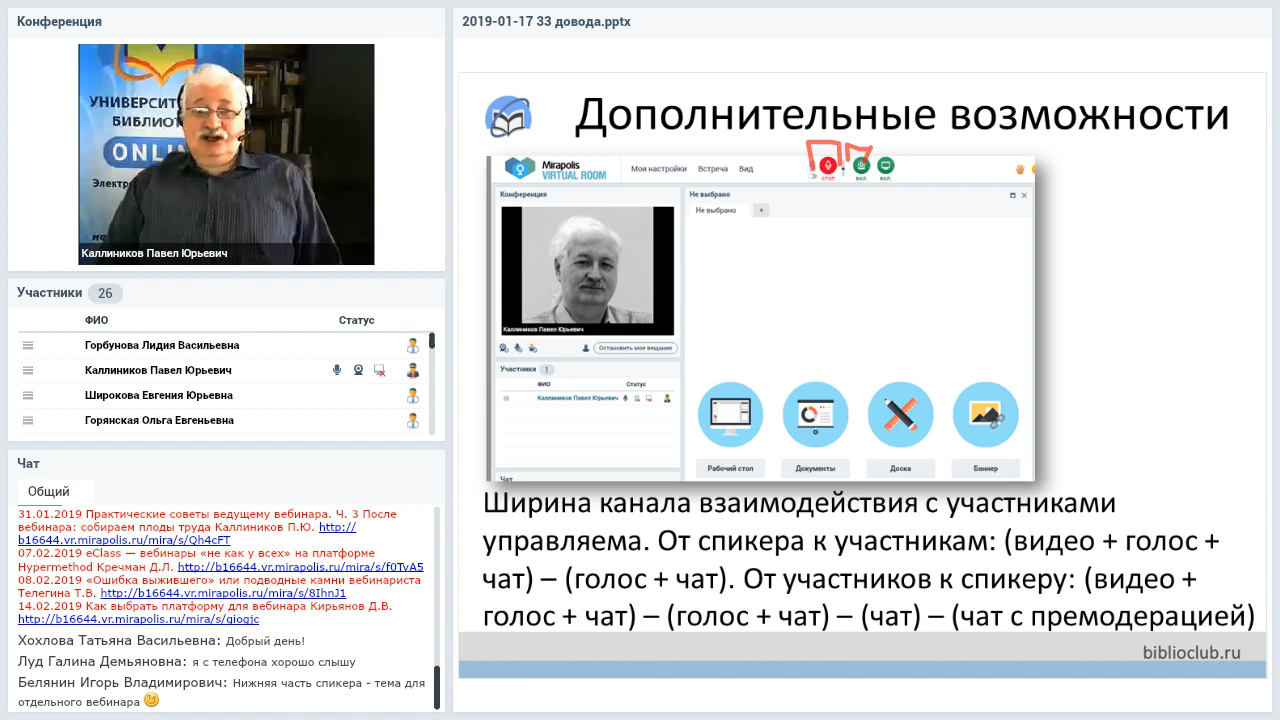 Конференция
УНИВЕРСИТ
БИБЛИОТ
ONLIN
Каллиников Павел Юрьевич
Участники 26
ФИО Статус
Горбунова Лидия Васильевна
Каллиников Павел Юрьевич
Широкова Евгения Юрьевна
Горянская Ольга Евгеньевна
Чат
Общий
31.01.2019 Практические советы ведущему вебинара. Ч. 3 После
вебинара: собираем плоды труда Каллиников П.Ю. http://
b16644.vr.mirapolis.ru/mira/s/Qh4cFT
07.02.2019 eClass — вебинары «не как у всех» на платформе
Hypermethod Кречман Д.Л. http://b16644.vr.mirapolis.ru/mira/s/f0TvA5
08.02.2019 «Ошибка выжившего» или подводные камни вебинариста
Телегина Т.В. http://b16644.vr.mirapolis.ru/mira/s/8IhnJ1
14.02.2019 Как выбрать платформу для вебинара Кирьянов Д.В.
http://b16644.vr.mirapolis.ru/mira/s/gioqjc
Хохлова Татьяна Васильевна: Добрый день!
Луд Галина Демьяновна: я с телефона хорошо слышу
Белянин Игорь Владимирович: Нижняя часть спикера - тема для
отдельного вебинара
2019-01-17 33 довода.pptx
Дополнительные возможности
Mirapolis
VIRTUAL ROOM
Мои настройки Встреча Вид
СТОП ВКЛ. ВКЛ.
Конференция
Каллиников Павел Юрьевич
Остановить мое вещание
Участники 1
ФИО Статус
Каллиников Павел Юрьевич
Чат
Не выбрано
Не выбрано +
Рабочий стол Документы Доска Баннер
Ширина канала взаимодействия с участниками
управляема. От спикера к участникам: (видео + голос +
чат) – (голос + чат). От участников к спикеру: (видео +
голос + чат) – (голос + чат) – (чат) – (чат с премодерацией)
biblioclub.ru